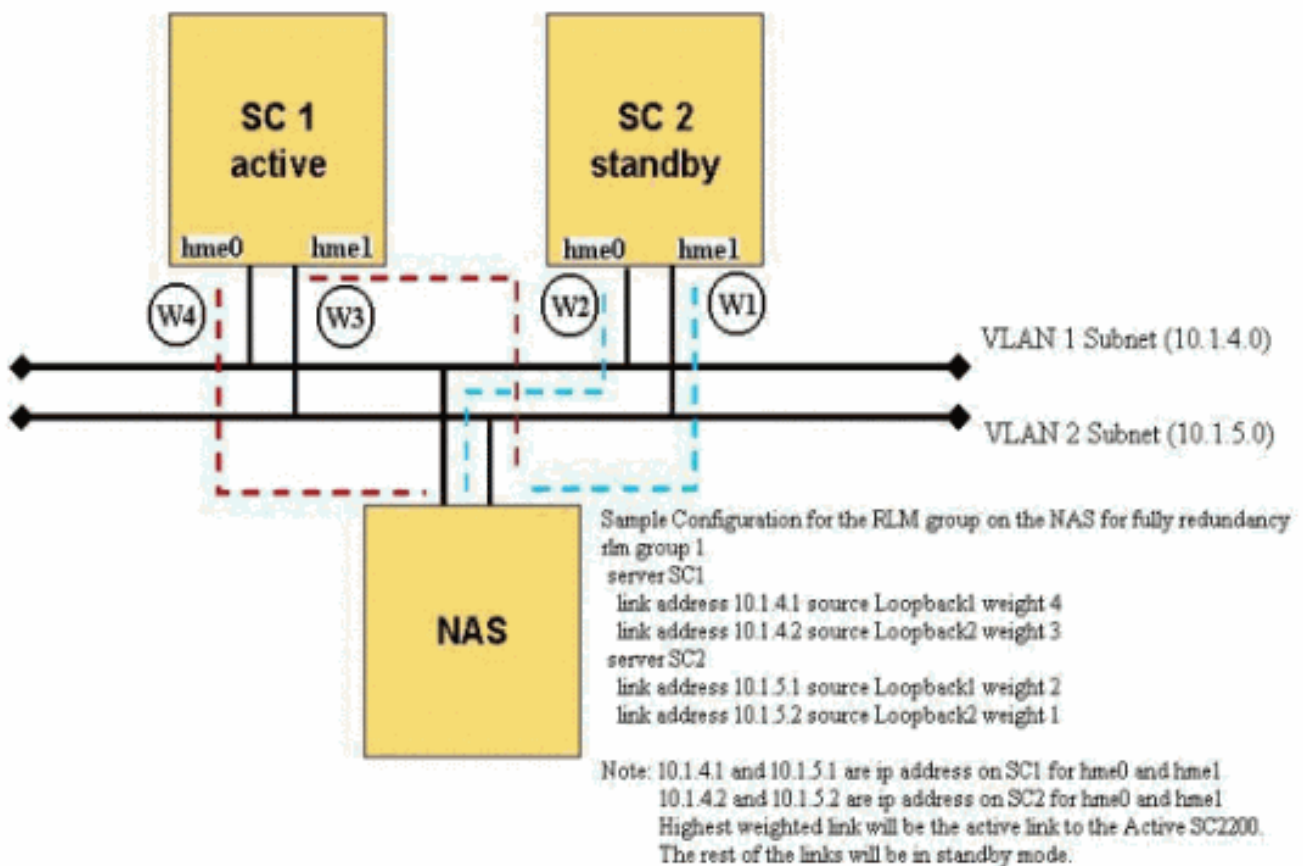 SC 1
active
SC 2
standby
hme0
hme1
hme0
hme1
W4
W3
W2
W1
VLAN 1 Subnet (10.1.4.0)
VLAN 2 Subnet (10.1.5.0)
NAS
Sample Configuration for the RLM group on the NAS for fully redundancy
rlm group 1
server SC1
link address 10.1.4.1 source Loopback1 weight 4
link address 10.1.4.2 source Loopback2 weight 3
server SC2
link address 10.1.5.1 source Loopback1 weight 2
link address 10.1.5.2 source Loopback2 weight 1
Note: 10.1.4.1 and 10.1.5.1 are ip address on SC1 for hme0 and hme1
10.1.4.2 and 10.1.5.2 are ip address on SC2 for hme0 and hme1
Highest weighted link will be the active link to the Active SC2200.
The rest of the links will be in standby mode.